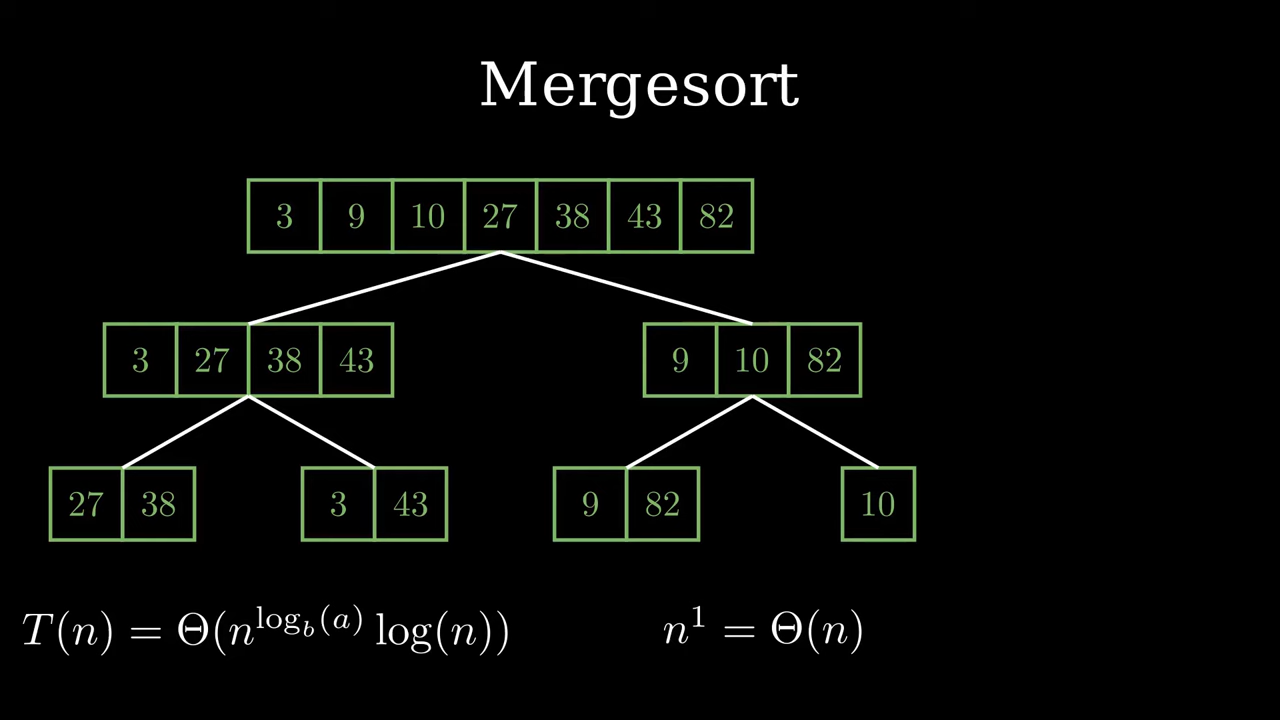 Mergesort
3 9 10 27 38 43 82
3 27 38 43 9 10 82
27 38 3 43 9 82 10
T(n) = Θ(n^{log_b(a)} log(n)) n^1 = Θ(n)